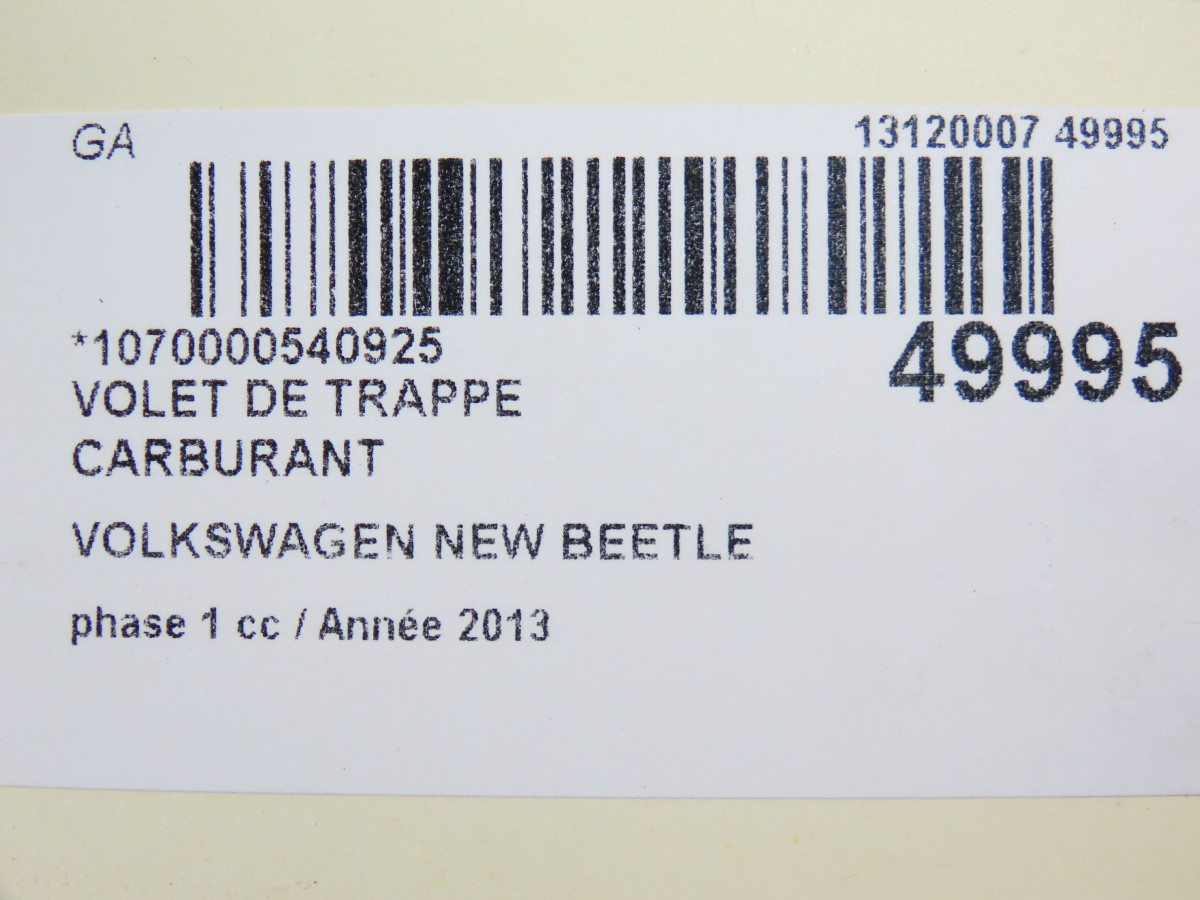 GA
13120007 49995
*1070000540925
49995
VOLET DE TRAPPE
CARBURANT
VOLKSWAGEN NEW BEETLE
phase 1 cc / Année 2013